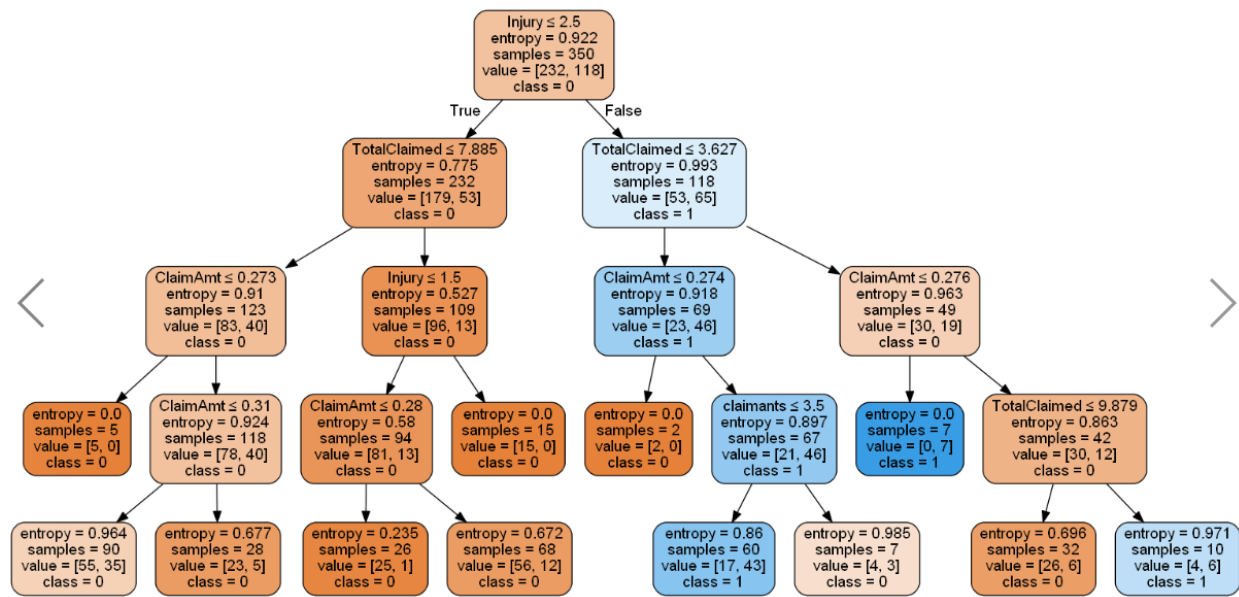 Injury ≤ 2.5
entropy = 0.922
samples = 350
value = [232, 118]
class = 0
True
False
TotalClaimed ≤ 7.885
entropy = 0.775
samples = 232
value = [179, 53]
class = 0
TotalClaimed ≤ 3.627
entropy = 0.993
samples = 118
value = [53, 65]
class = 1
ClaimAmt ≤ 0.273
entropy = 0.91
samples = 123
value = [83, 40]
class = 0
Injury ≤ 1.5
entropy = 0.527
samples = 109
value = [96, 13]
class = 0
ClaimAmt ≤ 0.274
entropy = 0.918
samples = 69
value = [23, 46]
class = 1
ClaimAmt ≤ 0.276
entropy = 0.963
samples = 49
value = [30, 19]
class = 0
entropy = 0.0
samples = 5
value = [5, 0]
class = 0
ClaimAmt ≤ 0.31
entropy = 0.924
samples = 118
value = [78, 40]
class = 0
ClaimAmt ≤ 0.28
entropy = 0.58
samples = 94
value = [81, 13]
class = 0
entropy = 0.0
samples = 15
value = [15, 0]
class = 0
entropy = 0.0
samples = 2
value = [2, 0]
class = 0
claimants ≤ 3.5
entropy = 0.897
samples = 67
value = [21, 46]
class = 1
entropy = 0.0
samples = 7
value = [0, 7]
class = 1
TotalClaimed ≤ 9.879
entropy = 0.863
samples = 42
value = [30, 12]
class = 0
entropy = 0.964
samples = 90
value = [55, 35]
class = 0
entropy = 0.677
samples = 28
value = [23, 5]
class = 0
entropy = 0.235
samples = 26
value = [25, 1]
class = 0
entropy = 0.672
samples = 68
value = [56, 12]
class = 0
entropy = 0.86
samples = 60
value = [17, 43]
class = 1
entropy = 0.985
samples = 7
value = [4, 3]
class = 0
entropy = 0.696
samples = 32
value = [26, 6]
class = 0
entropy = 0.971
samples = 10
value = [4, 6]
class = 1